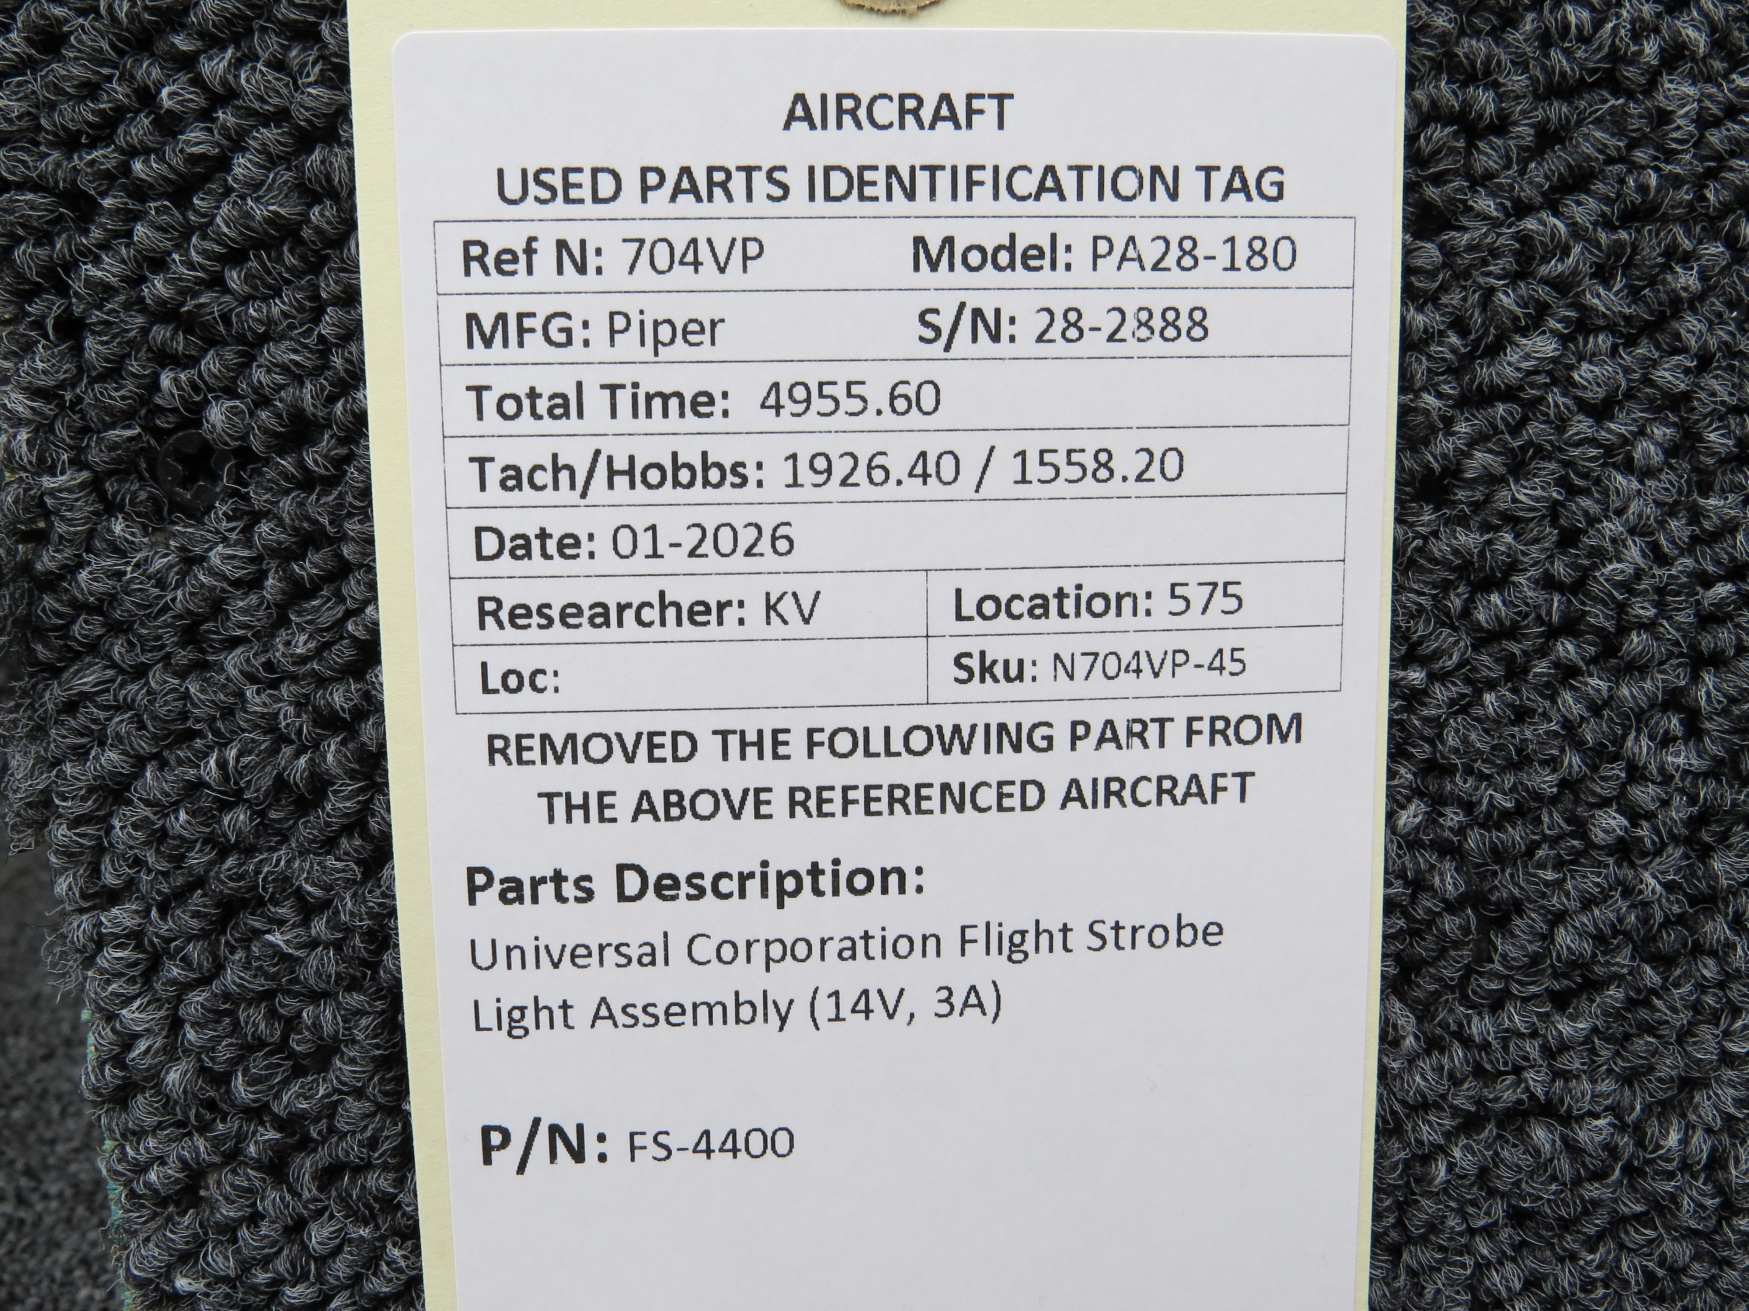 AIRCRAFT
USED PARTS IDENTIFICATION TAG
Ref N: 704VP Model: PA28-180
MFG: Piper S/N: 28-2888
Total Time: 4955.60
Tach/Hobbs: 1926.40 / 1558.20
Date: 01-2026
Researcher: KV Location: 575
Loc: Sku: N704VP-45
REMOVED THE FOLLOWING PART FROM
THE ABOVE REFERENCED AIRCRAFT
Parts Description:
Universal Corporation Flight Strobe
Light Assembly (14V, 3A)
P/N: FS-4400